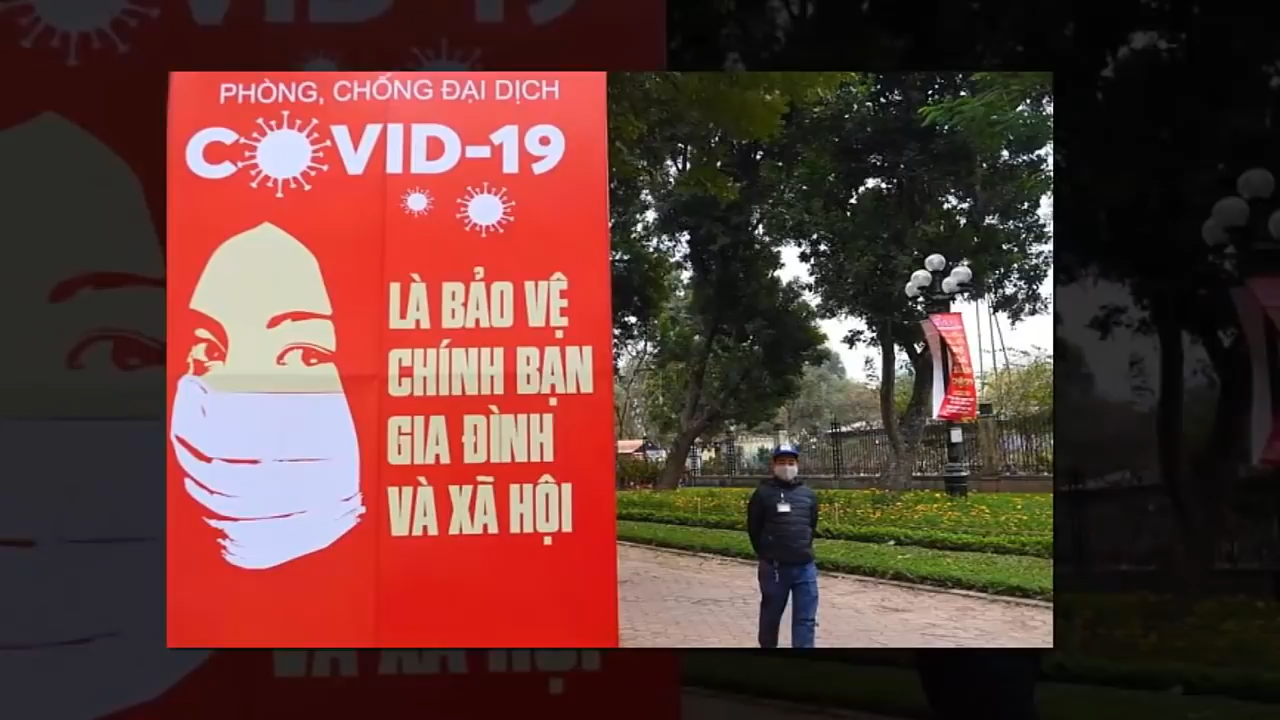 PHÒNG, CHỐNG ĐẠI DỊCH
COVID-19
LÀ BẢO VỆ
CHÍNH BẠN
GIA ĐÌNH
VÀ XÃ HỘI